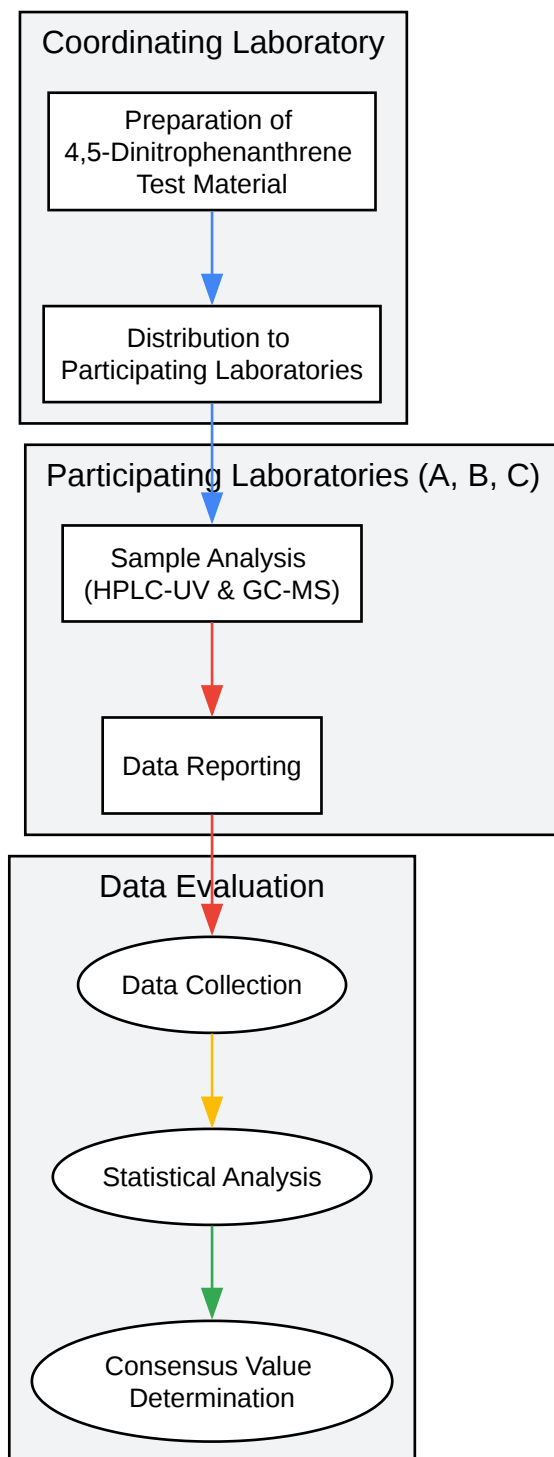 Coordinating Laboratory
Preparation of
4,5-Dinitrophenanthrene
Test Material
Distribution to
Participating Laboratories
Participating Laboratories (A, B, C)
Sample Analysis
(HPLC-UV & GC-MS)
Data Reporting
Data Evaluation
Data Collection
Statistical Analysis
Consensus Value
Determination